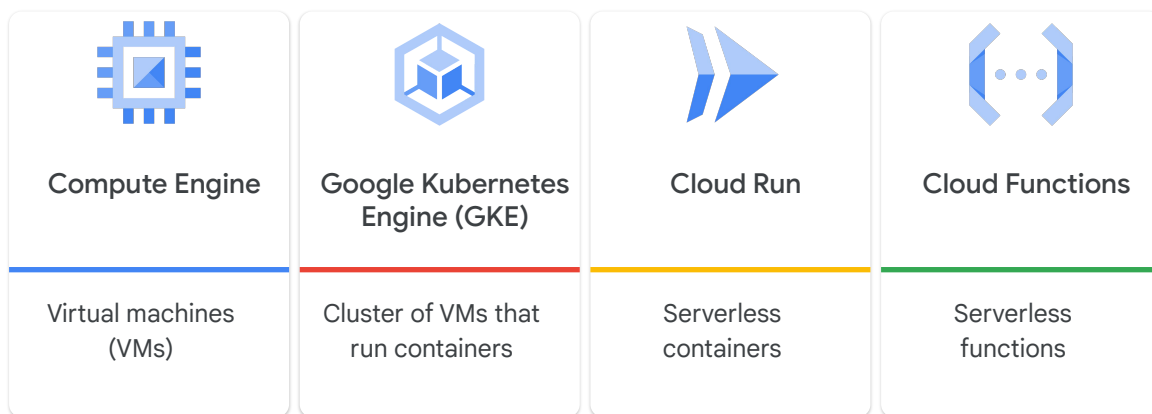 Compute Engine
Virtual machines
(VMs)
Google Kubernetes
Engine (GKE)
Cluster of VMs that
run containers
Cloud Run
Serverless
containers
Cloud Functions
Serverless
functions